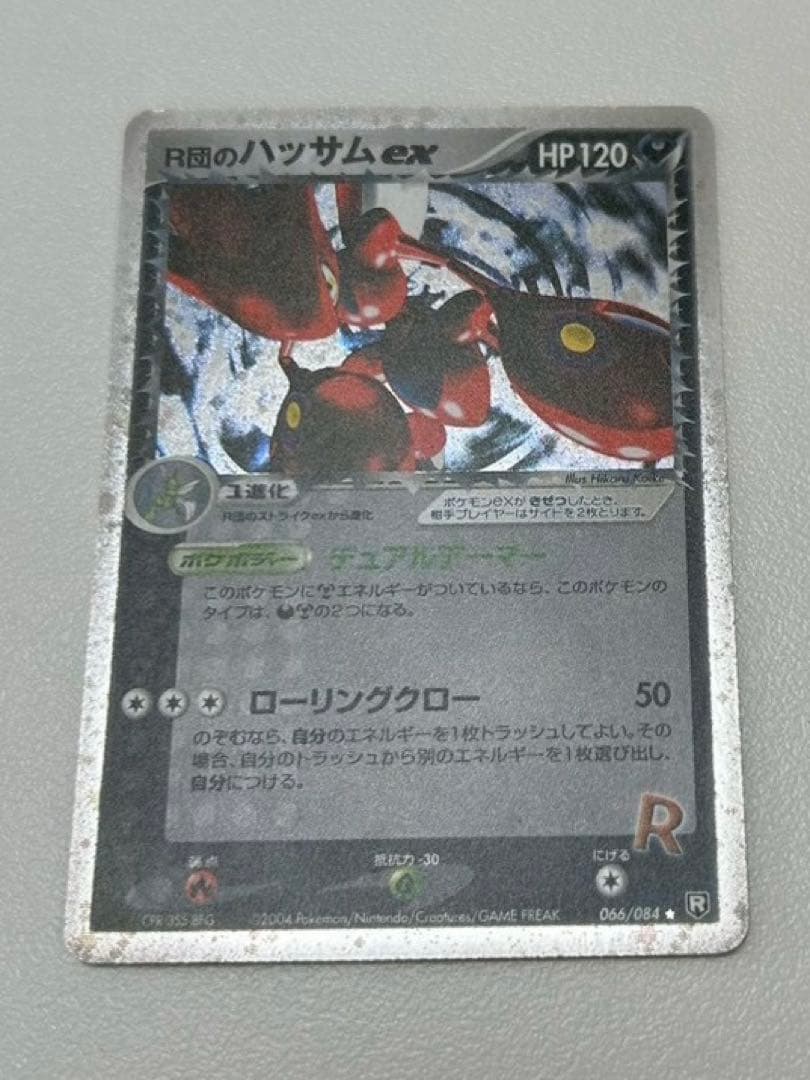 R団のハッサムex HP120
Illus. Hikaru Koike
1進化
R団のストライクexから進化
ポケモンexがきぜつしたとき、
相手プレイヤーはサイドを2枚とります。
ポケボディー デュアルアーマー
このポケモンにエネルギーがついているなら、このポケモンの
タイプは、の2つになる。
ローリングクロー 50
のぞむなら、自分のエネルギーを1枚トラッシュしてよい。その
場合、自分のトラッシュから別のエネルギーを1枚選び出し、
自分につける。
R
弱点 抵抗力 -30 にげる
©2004 Pokémon/Nintendo/Creatures/GAME FREAK 066/084 ★ R